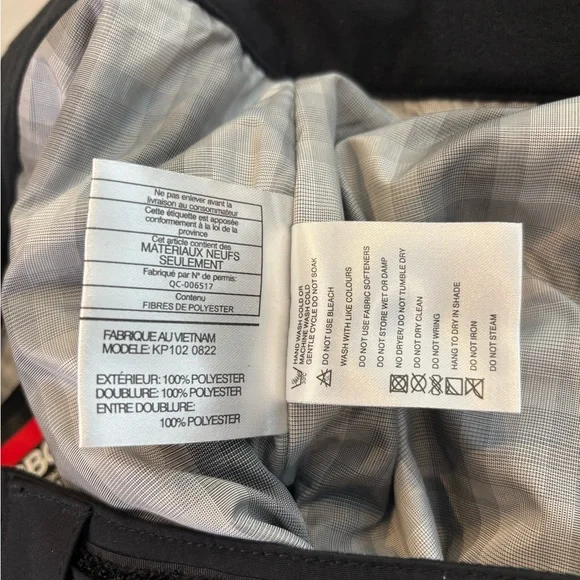 Ne pas enlever avant la
livraison au consommateur
Cette étiquette est apposée
conformément à la loi de la
province
Cet article contient des
MATÉRIAUX NEUFS
SEULEMENT
Fabriqué par N° de permis:
QC-006517
Contenu
FIBRES DE POLYESTER
FABRIQUE AU VIETNAM
MODELE: KP102 0822
EXTÉRIEUR: 100% POLYESTER
DOUBLURE: 100% POLYESTER
ENTRE DOUBLURE:
100% POLYESTER
HAND WASH COLD OR
MACHINE WASH COLD
GENTLE CYCLE DO NOT SOAK
DO NOT USE BLEACH
WASH WITH LIKE COLOURS
DO NOT USE FABRIC SOFTENERS
DO NOT STORE WET OR DAMP
NO DRYER/ DO NOT TUMBLE DRY
DO NOT DRY CLEAN
DO NOT WRING
HANG TO DRY IN SHADE
DO NOT IRON
DO NOT STEAM